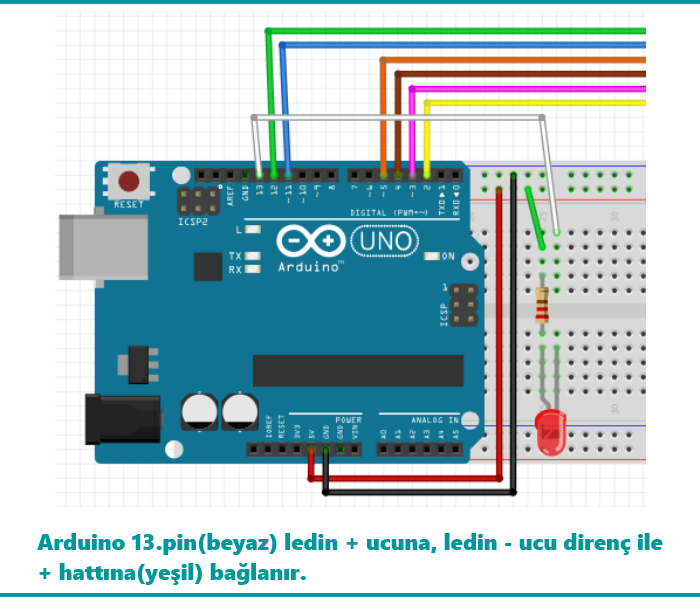 AREF
GND
13
12
~11
~10
~9
8
7
~6
~5
4
~3
2
TXD▶1
RXD◀0
RESET
ICSP2
DIGITAL (PWM=~)
L
TX
RX
UNO
ON
Arduino™
1
ICSP
25
30
POWER
ANALOG IN
IOREF
RESET
3V3
5V
GND
GND
VIN
A0
A1
A2
A3
A4
A5
30
Arduino 13.pin(beyaz) ledin + ucuna, ledin - ucu direnç ile
+ hattına(yeşil) bağlanır.